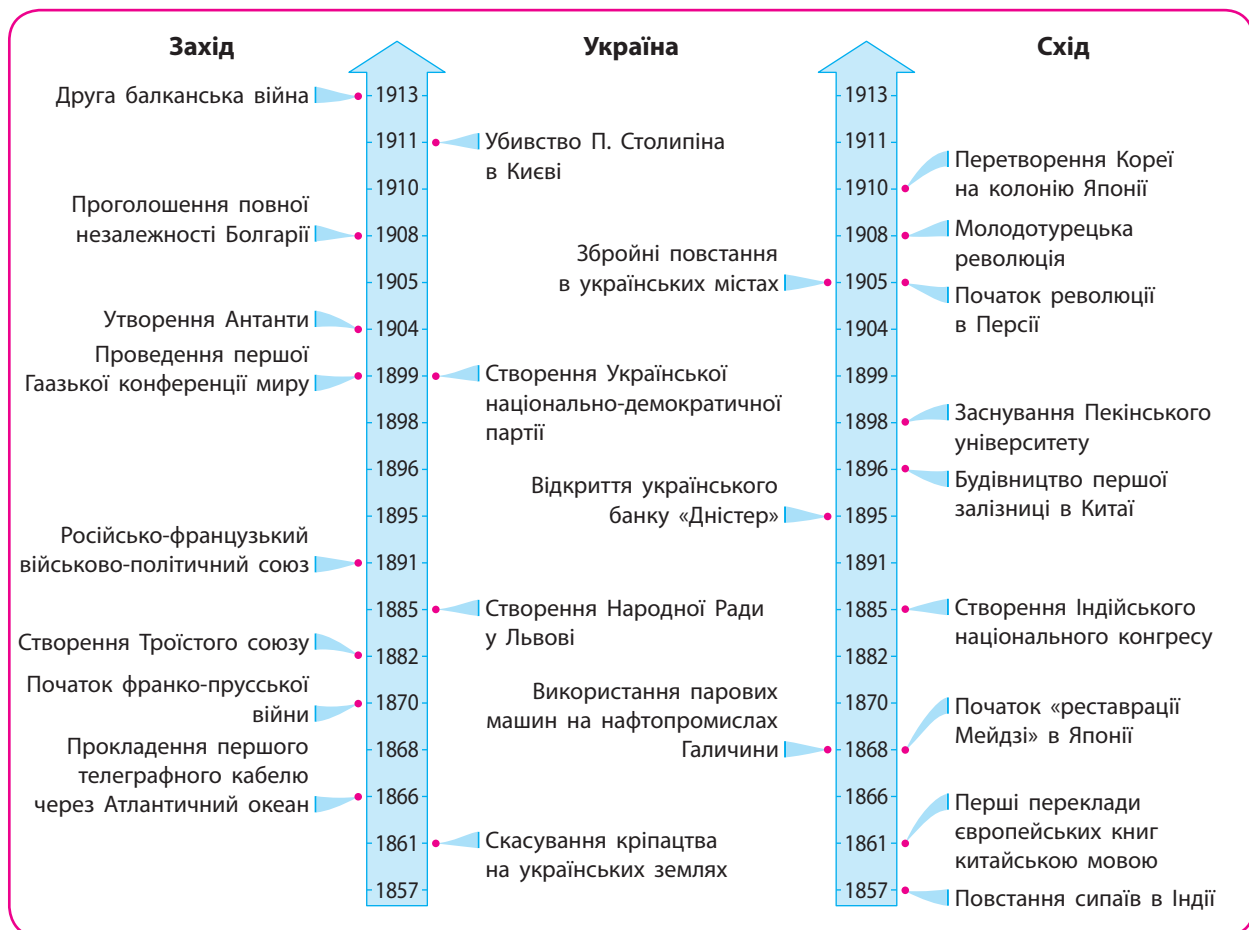 Захід
Україна
Схід
Друга балканська війна
Проголошення повної
незалежності Болгарії
Утворення Антанти
Проведення першої
Гаазької конференції миру
Російсько-французький
військово-політичний союз
Створення Троїстого союзу
Початок франко-прусської
війни
Прокладення першого
телеграфного кабелю
через Атлантичний океан
1913
1911
1910
1908
1905
1904
1899
1898
1896
1895
1891
1885
1882
1870
1868
1866
1861
1857
Убивство П. Столипіна
в Києві
Збройні повстання
в українських містах
Створення Української
національно-демократичної
партії
Відкриття українського
банку «Дністер»
Створення Народної Ради
у Львові
Використання парових
машин на нафтопромислах
Галичини
Скасування кріпацтва
на українських землях
1913
1911
1910
1908
1905
1904
1899
1898
1896
1895
1891
1885
1882
1870
1868
1866
1861
1857
Перетворення Кореї
на колонію Японії
Молодотурецька
революція
Початок революції
в Персії
Заснування Пекінського
університету
Будівництво першої
залізниці в Китаї
Створення Індійського
національного конгресу
Початок «реставрації
Мейдзі» в Японії
Перші переклади
європейських книг
китайською мовою
Повстання сипаїв в Індії